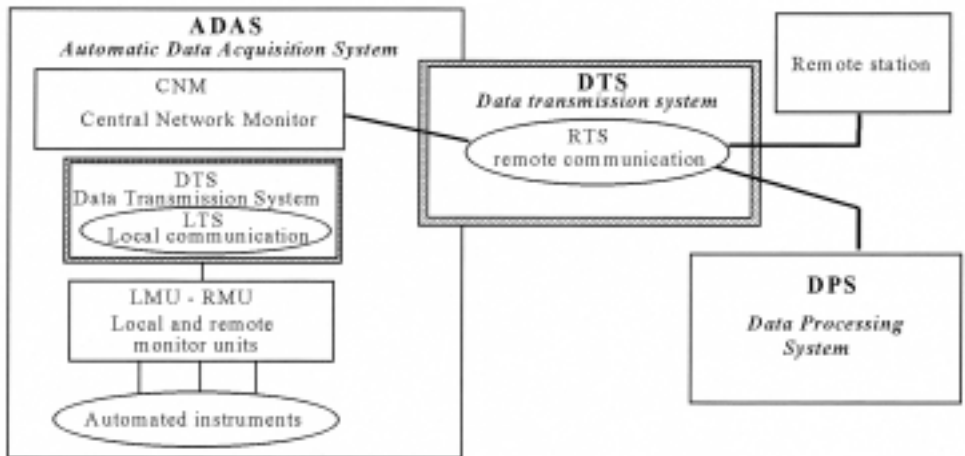 ADAS
Automatic Data Acquisition System
CNM
Central Network Monitor
DTS
Data Transmission System
LTS
Local communication
LMU - RMU
Local and remote
monitor units
Automated instruments
DTS
Data transmission system
RTS
remote communication
Remote station
DPS
Data Processing
System